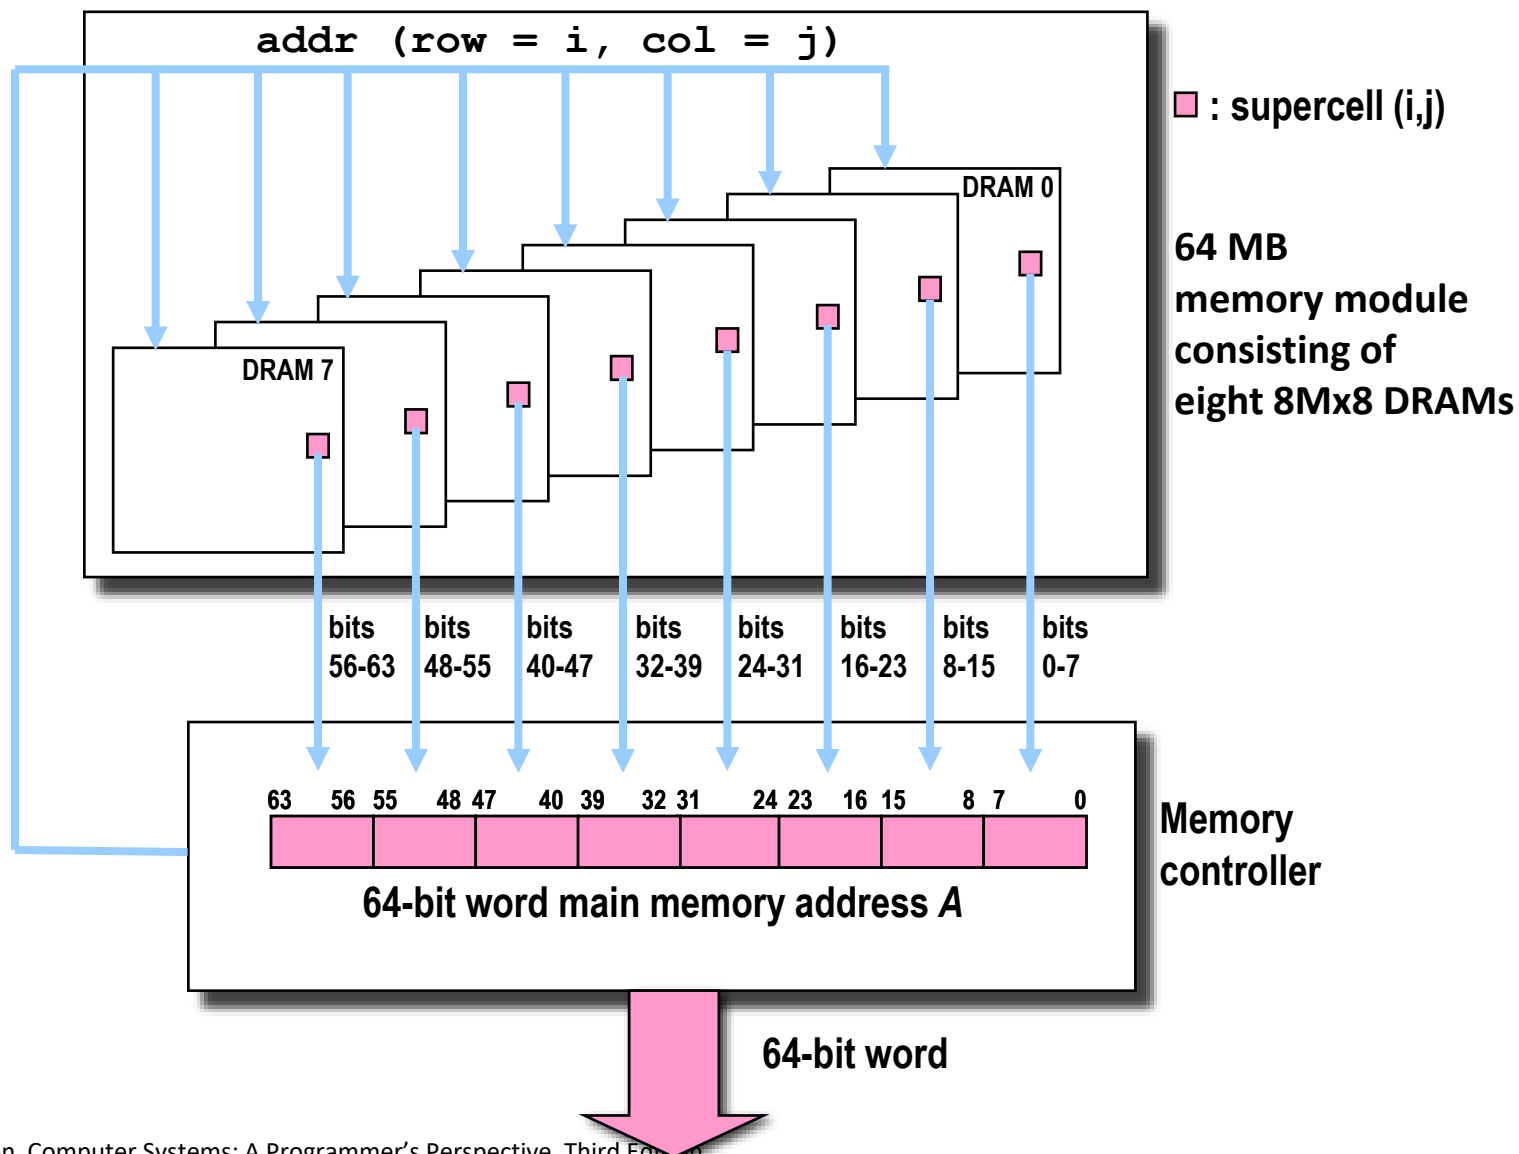 addr (row = i, col = j)
: supercell (i,j)
DRAM 0
64 MB
memory module
consisting of
eight 8Mx8 DRAMs
DRAM 7
bits
56-63
bits
48-55
bits
40-47
bits
32-39
bits
24-31
bits
16-23
bits
8-15
bits
0-7
63 56 55 48 47 40 39 32 31 24 23 16 15 8 7 0
Memory
controller
64-bit word main memory address A
64-bit word
Computer Systems: A Programmer's Perspective, Third